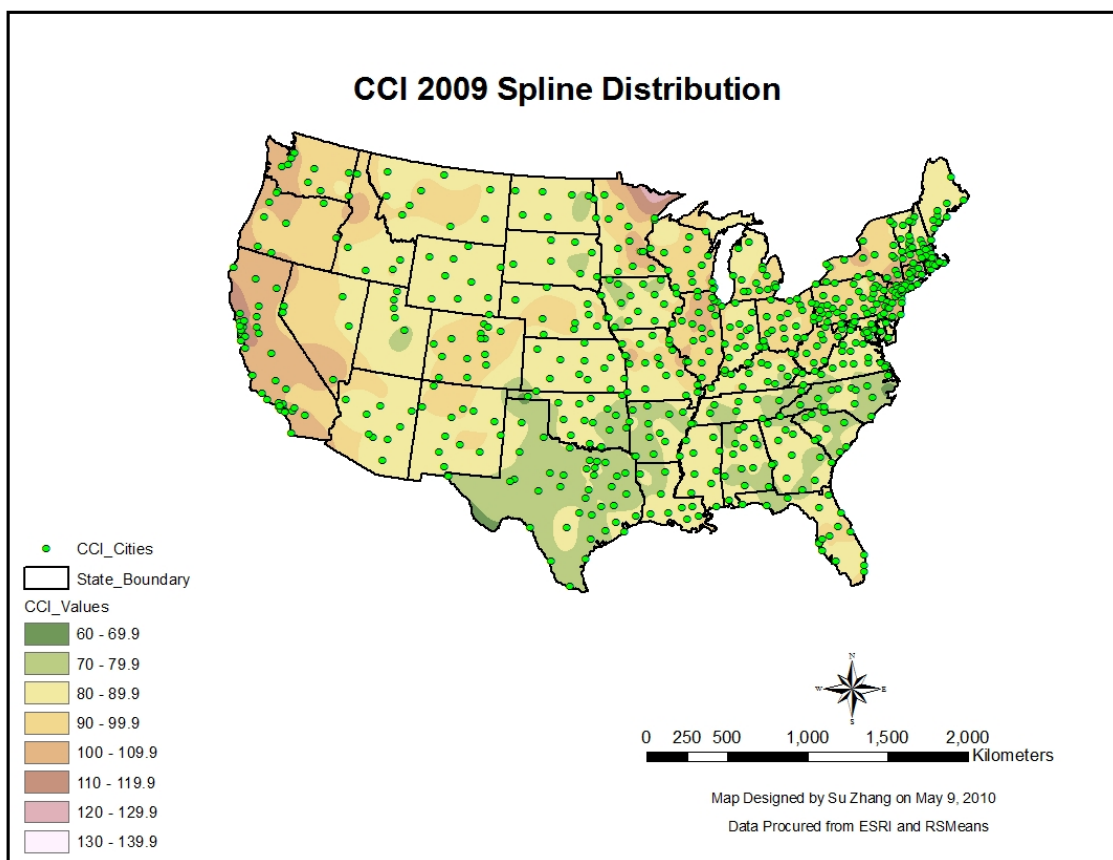 CCI 2009 Spline Distribution
CCI_Cities
State_Boundary
CCI_Values
60 - 69.9
70 - 79.9
80 - 89.9
90 - 99.9
100 - 109.9
110 - 119.9
120 - 129.9
130 - 139.9
N
W E
S
0 250 500 1,000 1,500 2,000
Kilometers
Map Designed by Su Zhang on May 9, 2010
Data Procured from ESRI and RSMeans